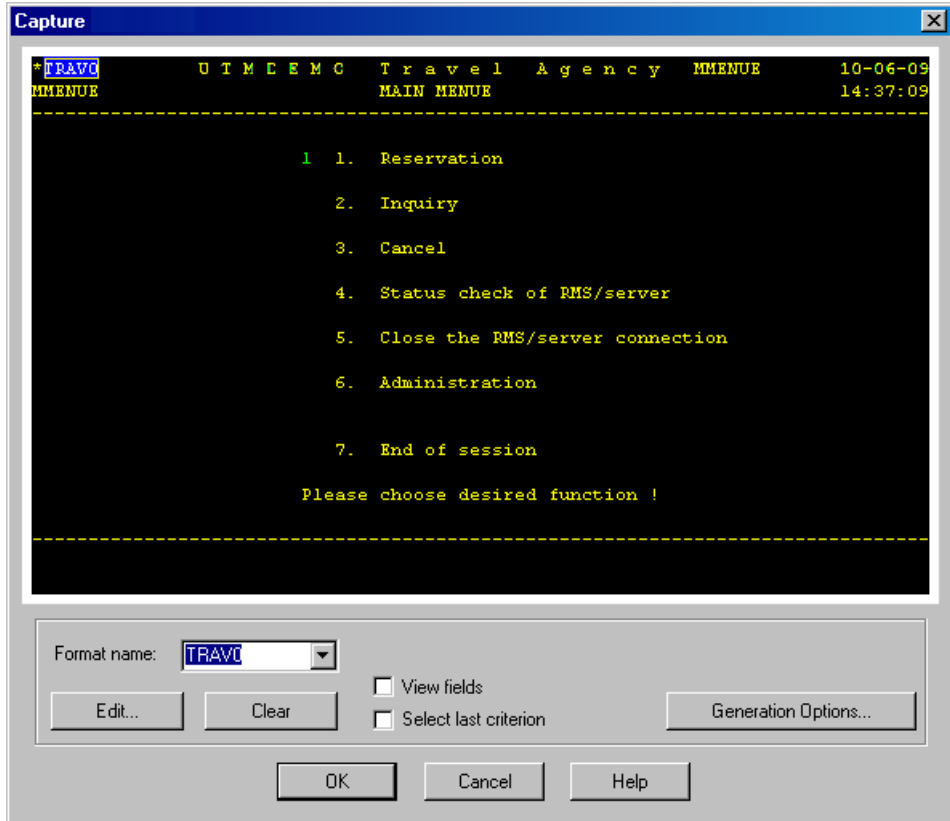 Capture
*TRAV0 U T M D E M O T r a v e l A g e n c y MMENUE 10-06-09
MMENUE MAIN MENUE 14:37:09
1 1. Reservation
2. Inquiry
3. Cancel
4. Status check of RMS/server
5. Close the RMS/server connection
6. Administration
7. End of session
Please choose desired function !
Format name: TRAV0
View fields
Edit... Clear Select last criterion Generation Options...
OK Cancel Help